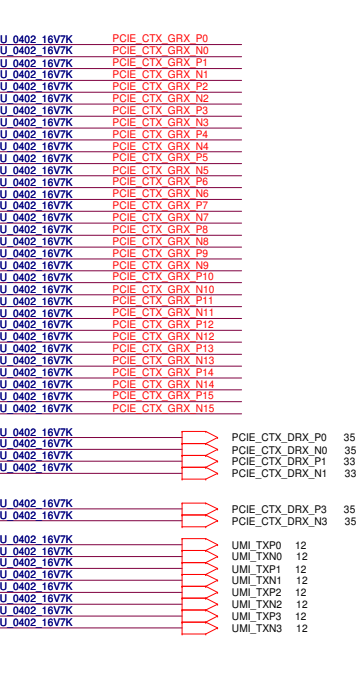 U_0402_16V7K PCIE_CTX_GRX_P0
U_0402_16V7K PCIE_CTX_GRX_N0
U_0402_16V7K PCIE_CTX_GRX_P1
U_0402_16V7K PCIE_CTX_GRX_N1
U_0402_16V7K PCIE_CTX_GRX_P2
U_0402_16V7K PCIE_CTX_GRX_N2
U_0402_16V7K PCIE_CTX_GRX_P3
U_0402_16V7K PCIE_CTX_GRX_N3
U_0402_16V7K PCIE_CTX_GRX_P4
U_0402_16V7K PCIE_CTX_GRX_N4
U_0402_16V7K PCIE_CTX_GRX_P5
U_0402_16V7K PCIE_CTX_GRX_N5
U_0402_16V7K PCIE_CTX_GRX_P6
U_0402_16V7K PCIE_CTX_GRX_N6
U_0402_16V7K PCIE_CTX_GRX_P7
U_0402_16V7K PCIE_CTX_GRX_N7
U_0402_16V7K PCIE_CTX_GRX_P8
U_0402_16V7K PCIE_CTX_GRX_N8
U_0402_16V7K PCIE_CTX_GRX_P9
U_0402_16V7K PCIE_CTX_GRX_N9
U_0402_16V7K PCIE_CTX_GRX_P10
U_0402_16V7K PCIE_CTX_GRX_N10
U_0402_16V7K PCIE_CTX_GRX_P11
U_0402_16V7K PCIE_CTX_GRX_N11
U_0402_16V7K PCIE_CTX_GRX_P12
U_0402_16V7K PCIE_CTX_GRX_N12
U_0402_16V7K PCIE_CTX_GRX_P13
U_0402_16V7K PCIE_CTX_GRX_N13
U_0402_16V7K PCIE_CTX_GRX_P14
U_0402_16V7K PCIE_CTX_GRX_N14
U_0402_16V7K PCIE_CTX_GRX_P15
U_0402_16V7K PCIE_CTX_GRX_N15
U_0402_16V7K PCIE_CTX_DRX_P0 35
U_0402_16V7K PCIE_CTX_DRX_N0 35
U_0402_16V7K PCIE_CTX_DRX_P1 33
U_0402_16V7K PCIE_CTX_DRX_N1 33
U_0402_16V7K PCIE_CTX_DRX_P3 35
U_0402_16V7K PCIE_CTX_DRX_N3 35
U_0402_16V7K UMI_TXP0 12
U_0402_16V7K UMI_TXN0 12
U_0402_16V7K UMI_TXP1 12
U_0402_16V7K UMI_TXN1 12
U_0402_16V7K UMI_TXP2 12
U_0402_16V7K UMI_TXN2 12
U_0402_16V7K UMI_TXP3 12
U_0402_16V7K UMI_TXN3 12